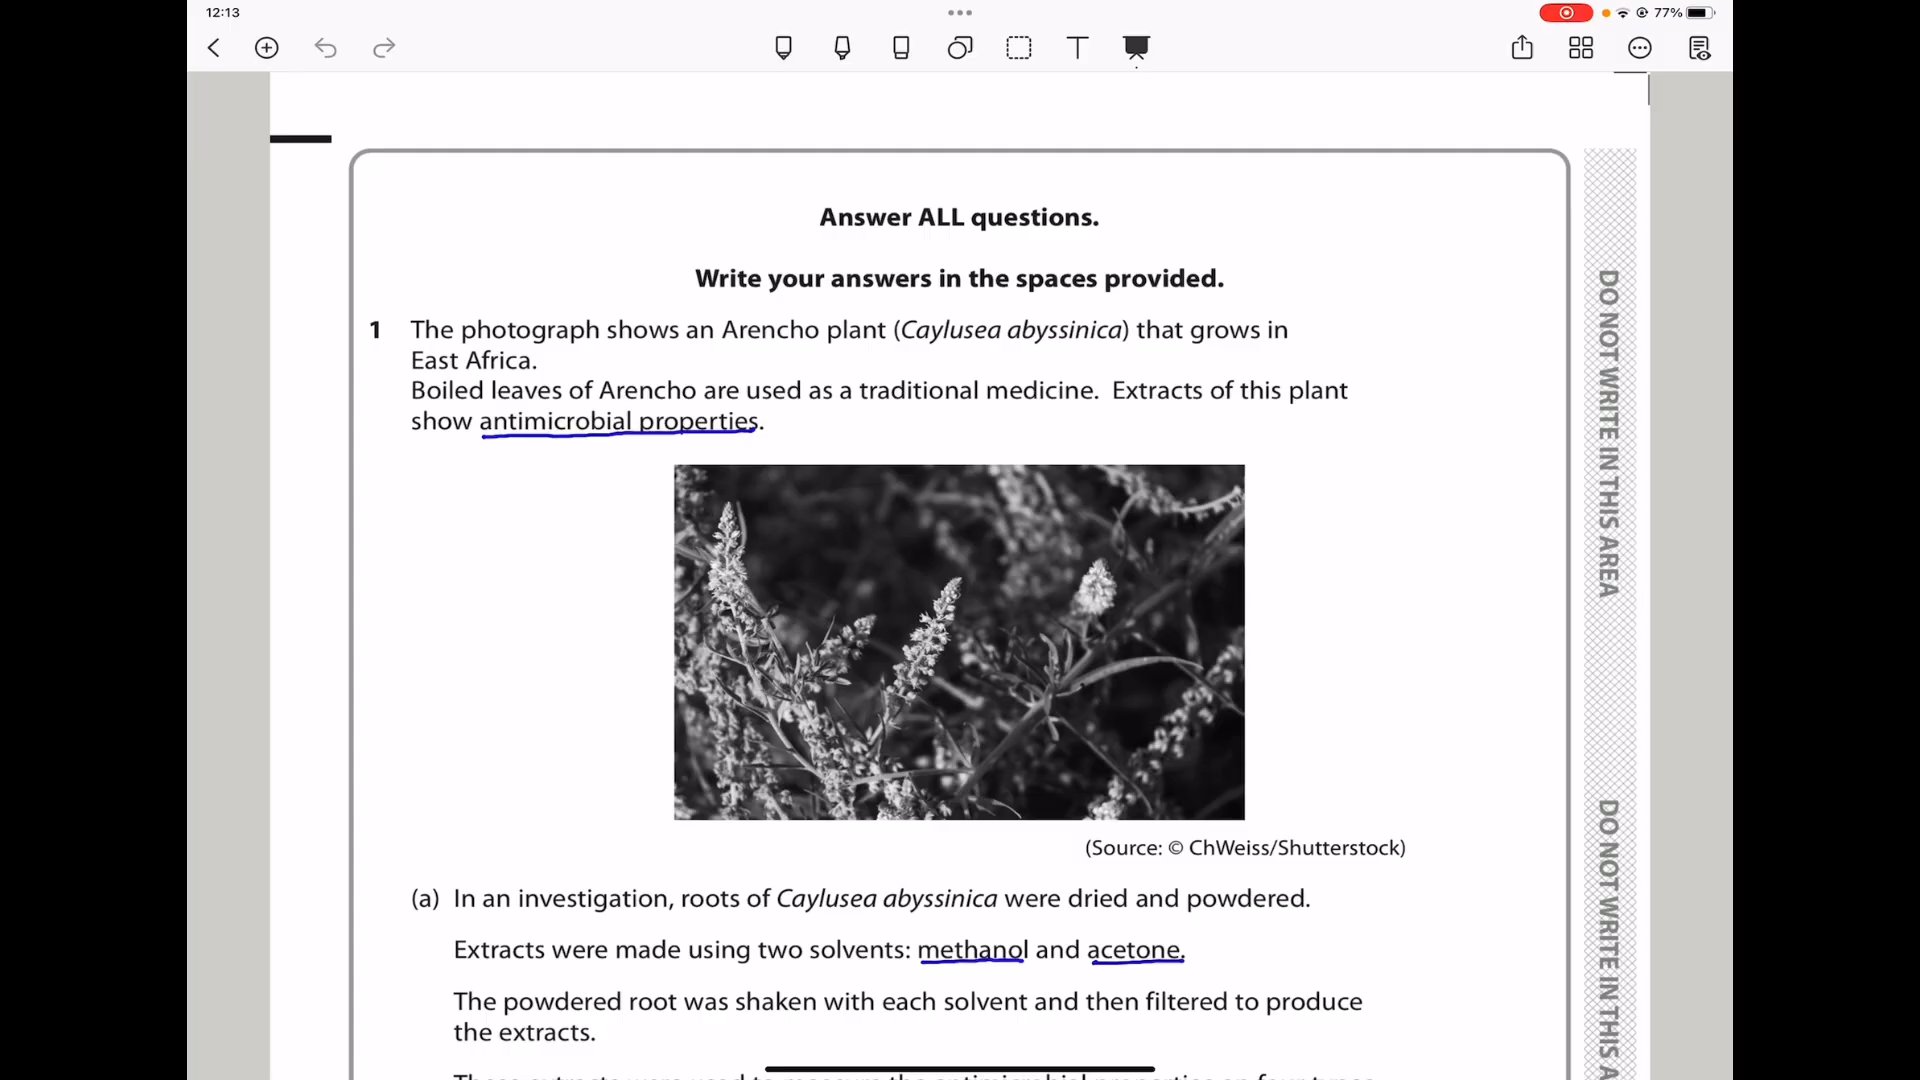 12:13
77%
Answer ALL questions.
Write your answers in the spaces provided.
1 The photograph shows an Arencho plant (Caylusea abyssinica) that grows in
East Africa.
Boiled leaves of Arencho are used as a traditional medicine. Extracts of this plant
show antimicrobial properties.
(Source: © ChWeiss/Shutterstock)
(a) In an investigation, roots of Caylusea abyssinica were dried and powdered.
Extracts were made using two solvents: methanol and acetone.
The powdered root was shaken with each solvent and then filtered to produce
the extracts.
DO NOT WRITE IN THIS AREA
DO NOT WRITE IN THIS A